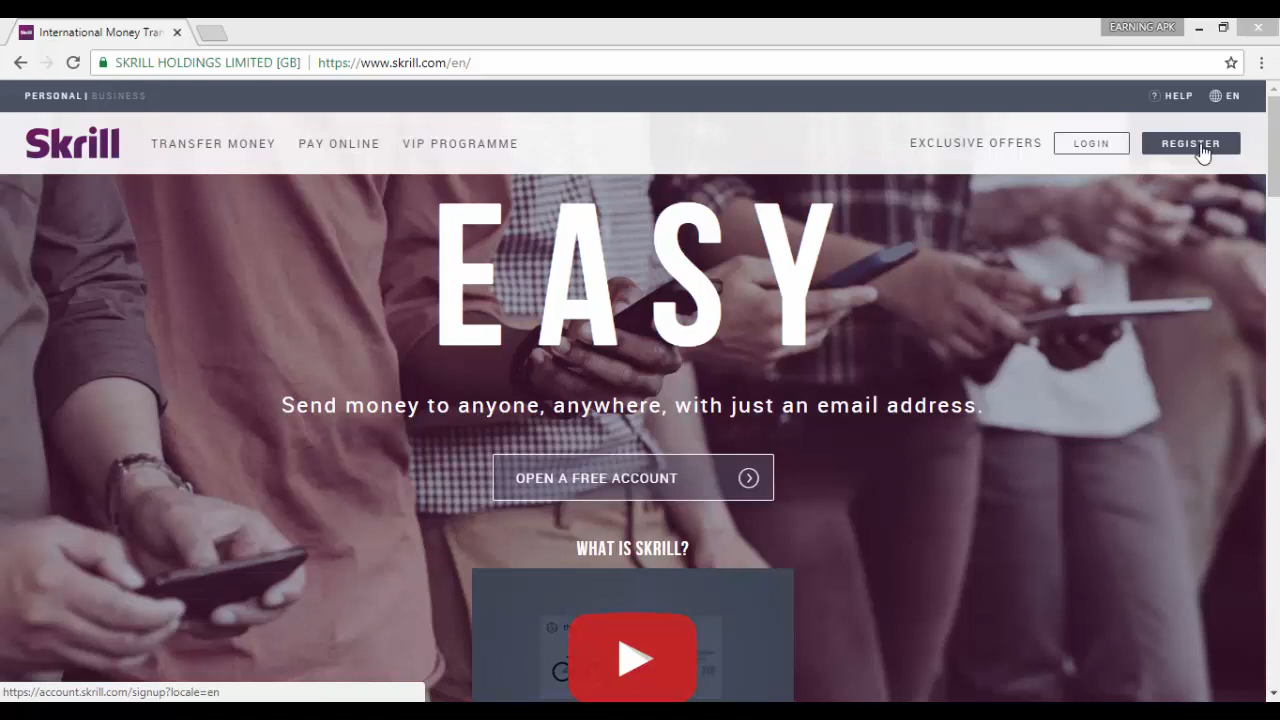 International Money Tran
EARNING APK
SKRILL HOLDINGS LIMITED [GB] https://www.skrill.com/en/
PERSONAL | BUSINESS
? HELP EN
Skrill TRANSFER MONEY PAY ONLINE VIP PROGRAMME EXCLUSIVE OFFERS LOGIN REGISTER
EASY
Send money to anyone, anywhere, with just an email address.
OPEN A FREE ACCOUNT
WHAT IS SKRILL?
https://account.skrill.com/signup?locale=en